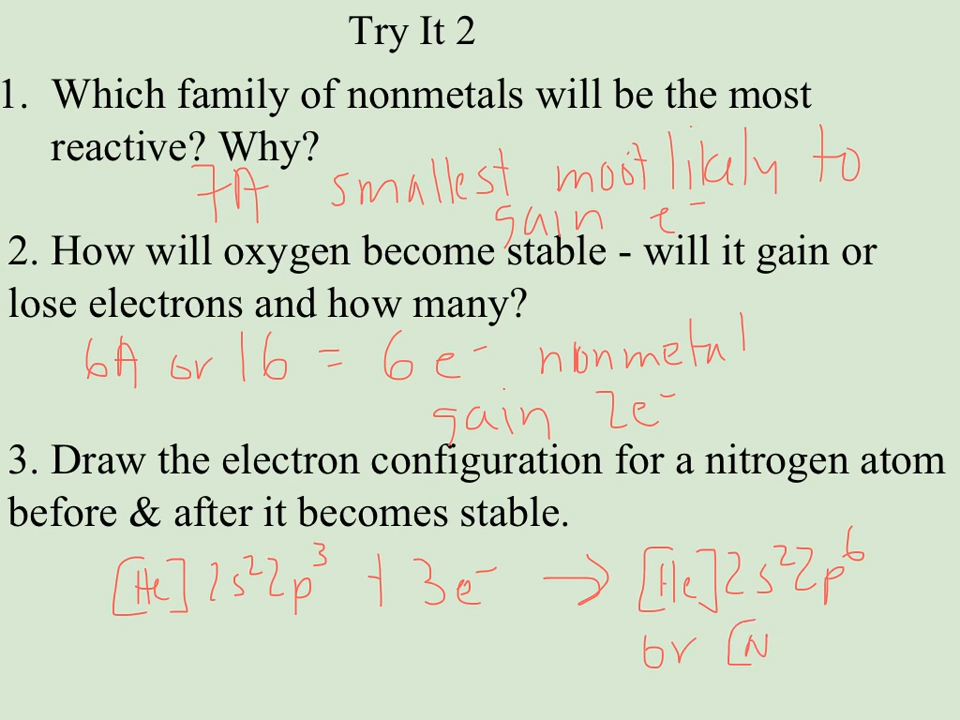 Try It 2
1. Which family of nonmetals will be the most
reactive? Why?
7A smallest most likely to
gain e⁻
2. How will oxygen become stable - will it gain or
lose electrons and how many?
6A or 16 = 6 e⁻ nonmetal
gain 2e⁻
3. Draw the electron configuration for a nitrogen atom
before & after it becomes stable.
[He] 2s²2p³ + 3e⁻ → [He] 2s²2p⁶
or [N